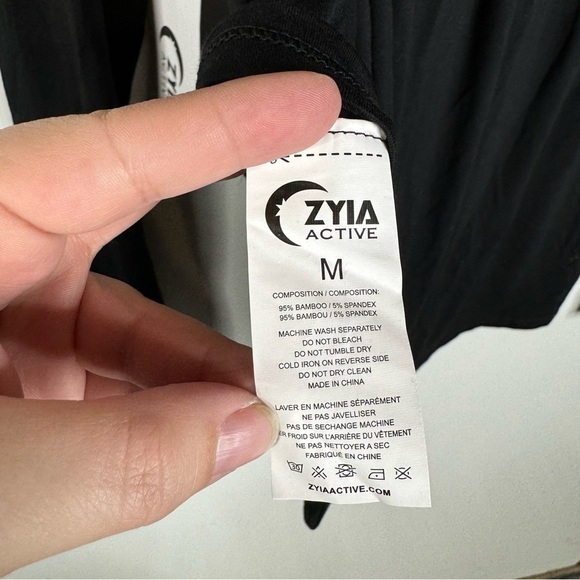 ZYIA
ACTIVE
M
COMPOSITION / COMPOSITION:
95% BAMBOO / 5% SPANDEX
95% BAMBOU / 5% SPANDEX
MACHINE WASH SEPARATELY
DO NOT BLEACH
DO NOT TUMBLE DRY
COLD IRON ON REVERSE SIDE
DO NOT DRY CLEAN
MADE IN CHINA
LAVER EN MACHINE SÉPARÉMENT
NE PAS JAVELLISER
PAS DE SECHAGE MACHINE
FROID SUR L'ARRIÈRE DU VÊTEMENT
NE PAS NETTOYER A SEC
FABRIQUÉ EN CHINE
30
ZYIAACTIVE.COM